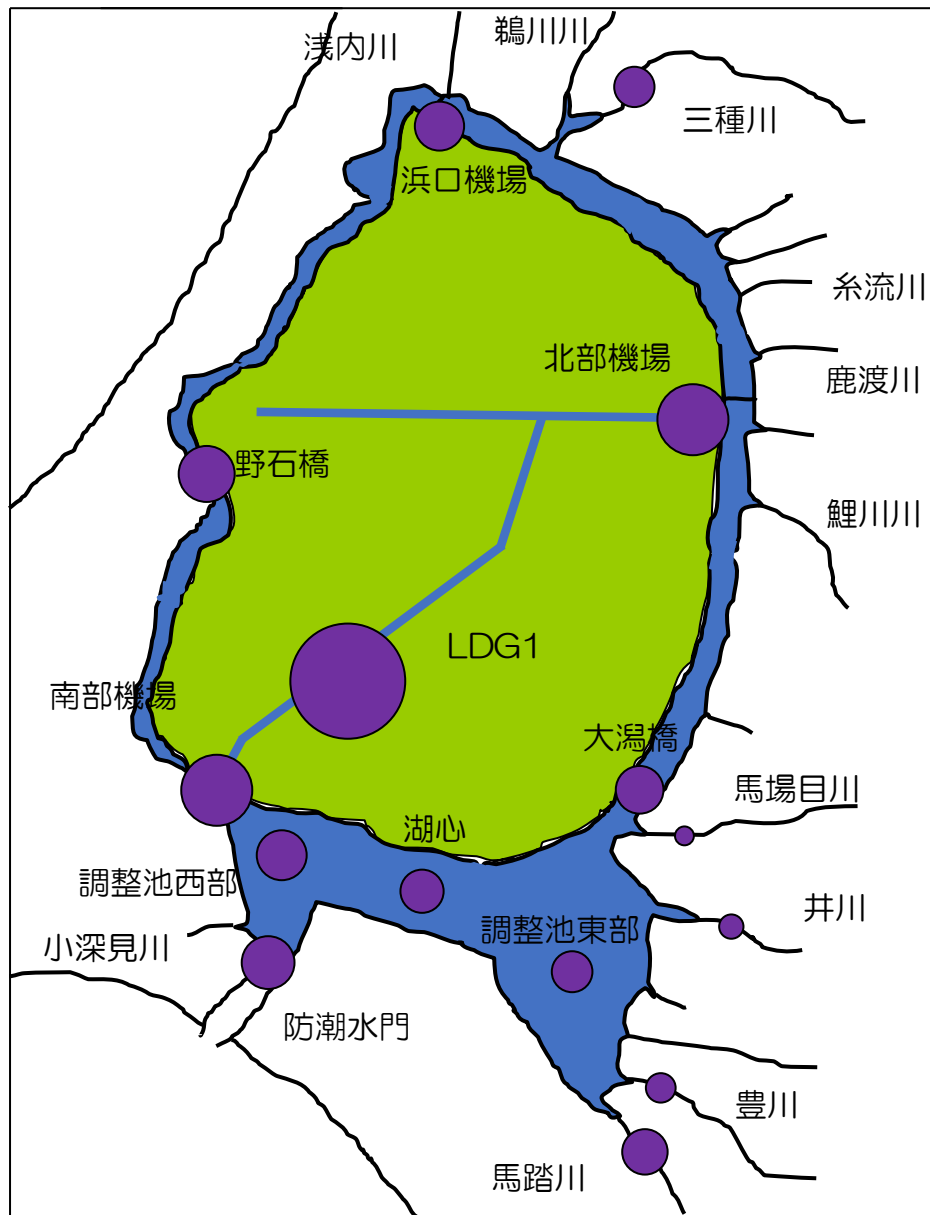 鵜川川
浅内川
三種川
浜口機場
糸流川
北部機場
鹿渡川
野石橋
鯉川川
LDG1
南部機場
大潟橋
馬場目川
湖心
調整池西部
井川
調整池東部
小深見川
防潮水門
豊川
馬踏川